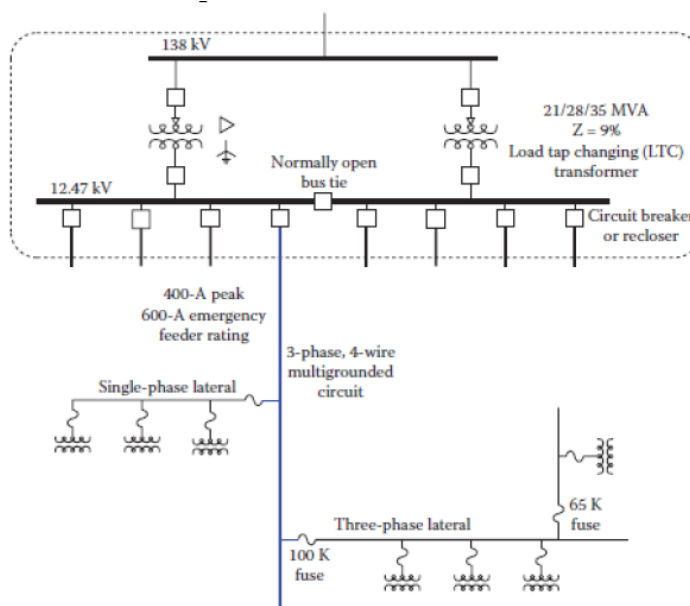 138 kV
21/28/35 MVA
Z = 9%
Load tap changing (LTC)
transformer
Normally open
bus tie
12.47 kV
Circuit breaker
or recloser
400-A peak
600-A emergency
feeder rating
3-phase, 4-wire
multigrounded
circuit
Single-phase lateral
65 K
fuse
Three-phase lateral
100 K
fuse